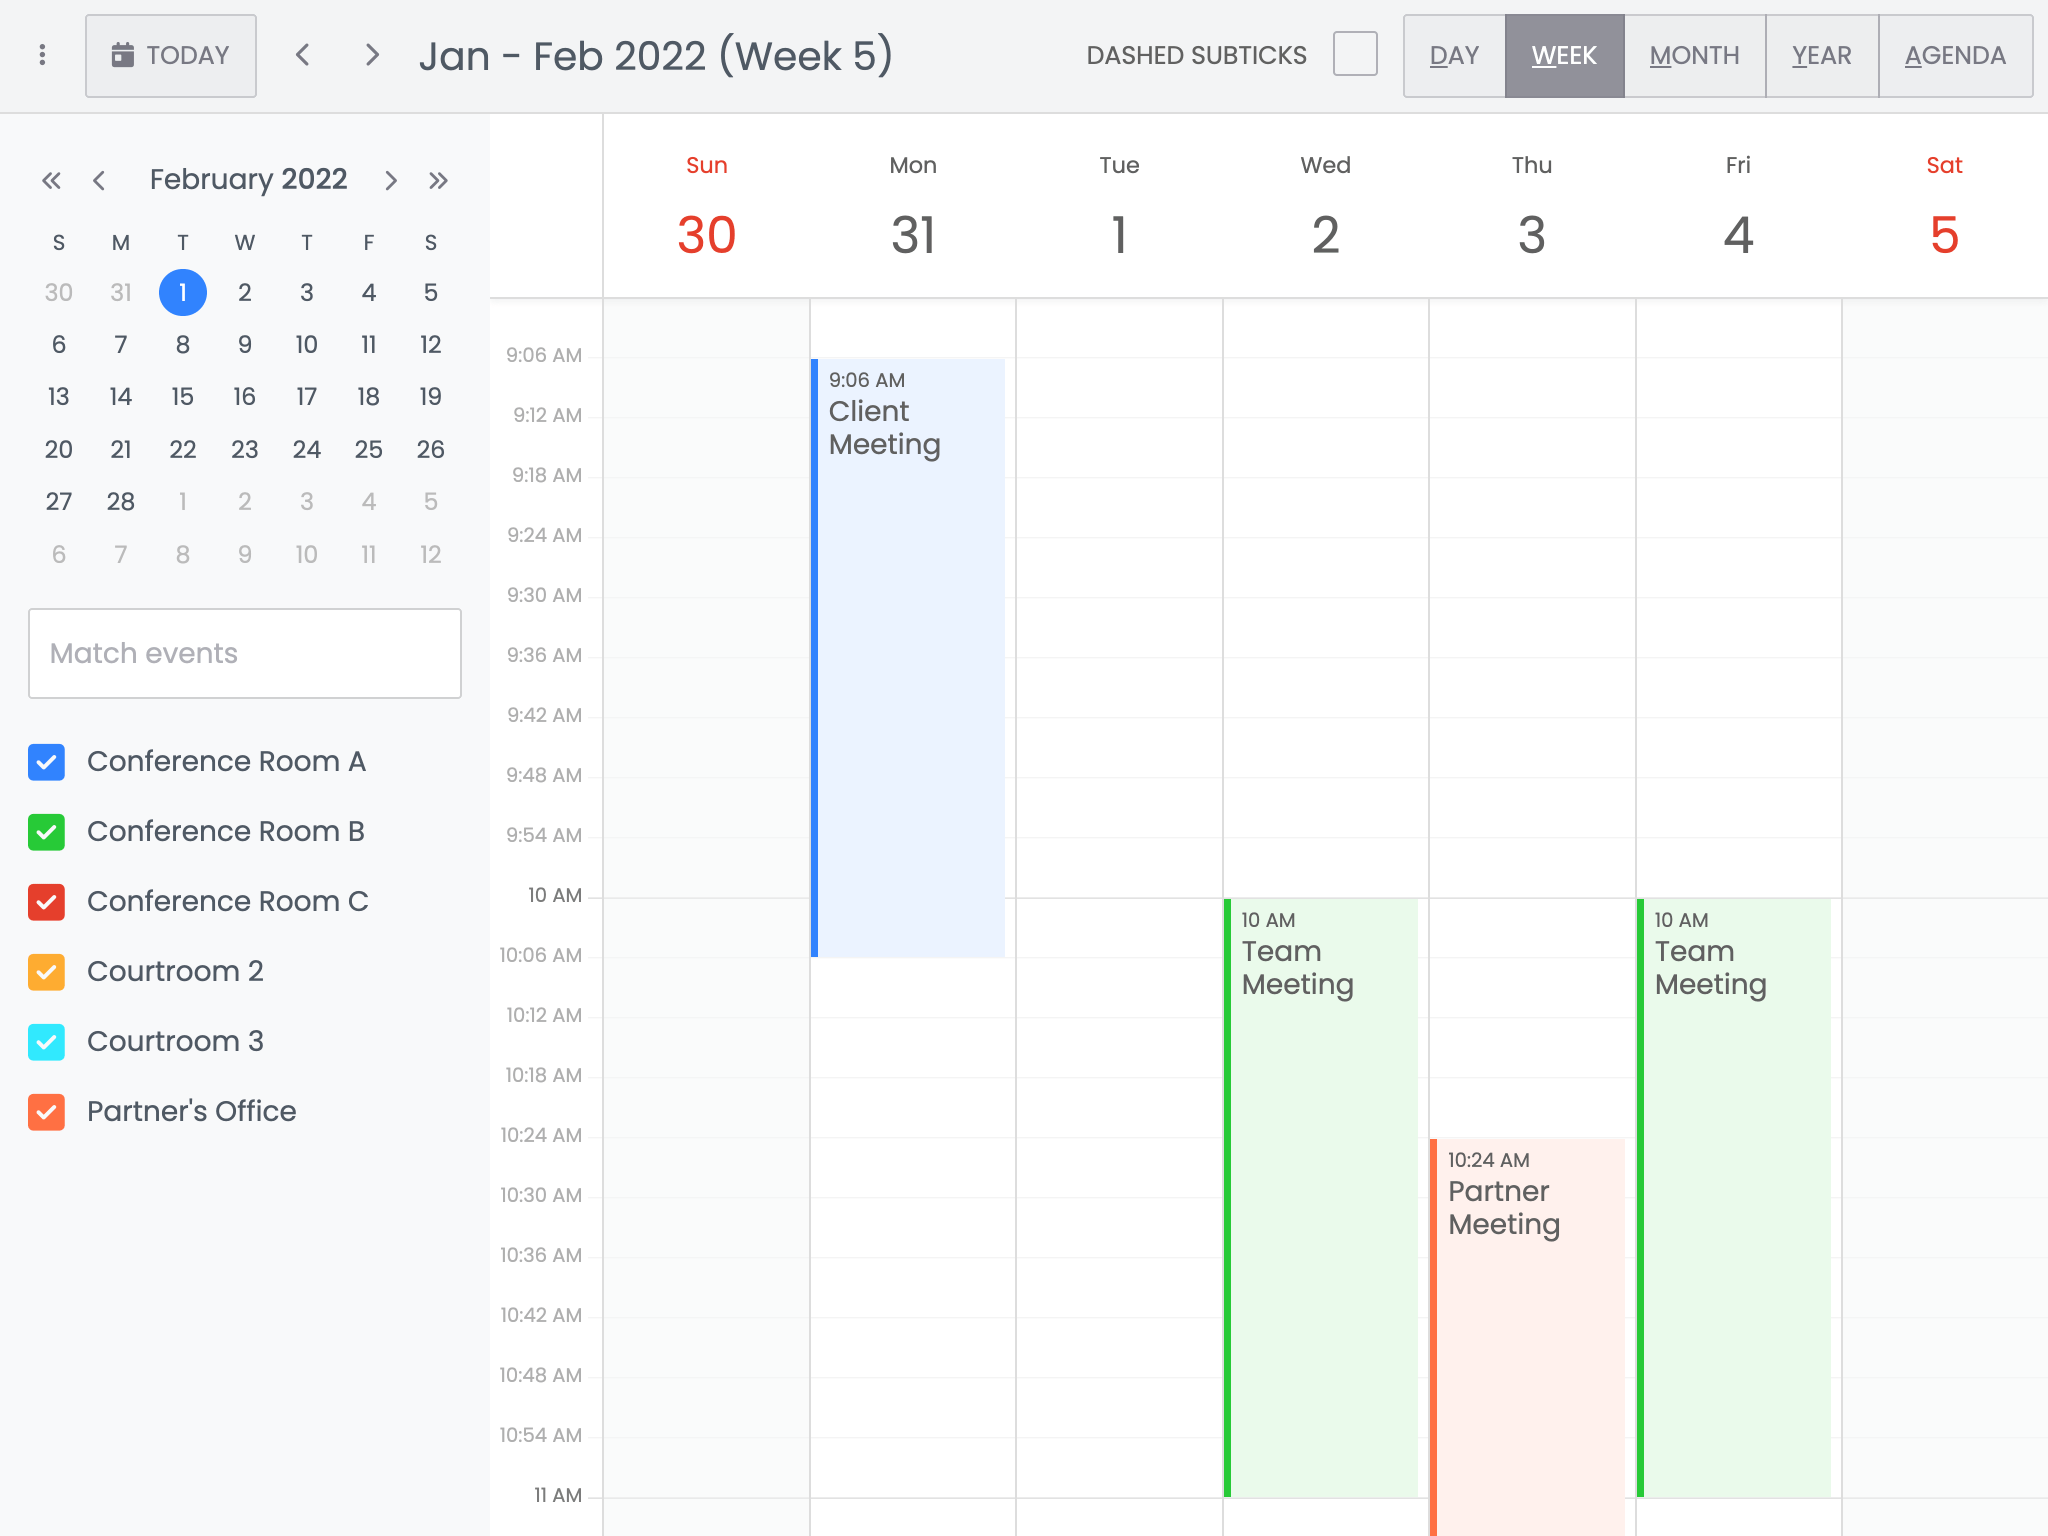 TODAY
Jan - Feb 2022 (Week 5)
DASHED SUBTICKS
DAY WEEK MONTH YEAR AGENDA
February 2022
S M T W T F S
30 31 1 2 3 4 5
6 7 8 9 10 11 12
13 14 15 16 17 18 19
20 21 22 23 24 25 26
27 28 1 2 3 4 5
6 7 8 9 10 11 12
Match events
Conference Room A
Conference Room B
Conference Room C
Courtroom 2
Courtroom 3
Partner's Office
Sun Mon Tue Wed Thu Fri Sat
30 31 1 2 3 4 5
9:06 AM
9:12 AM
9:18 AM
9:24 AM
9:30 AM
9:36 AM
9:42 AM
9:48 AM
9:54 AM
10 AM
10:06 AM
10:12 AM
10:18 AM
10:24 AM
10:30 AM
10:36 AM
10:42 AM
10:48 AM
10:54 AM
11 AM
9:06 AM
Client
Meeting
10 AM
Team
Meeting
10:24 AM
Partner
Meeting
10 AM
Team
Meeting